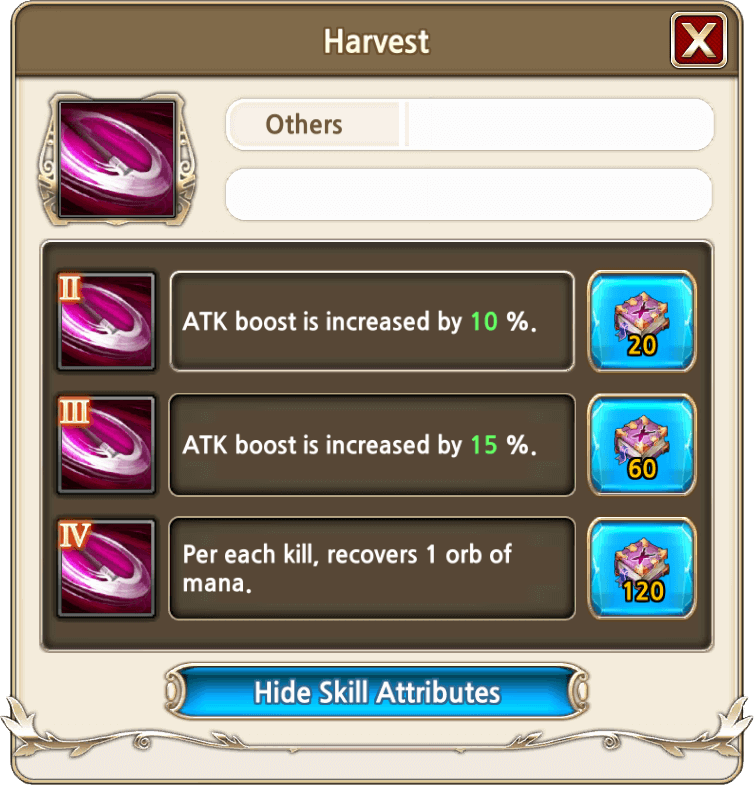 Harvest
X
Others
II
ATK boost is increased by 10 %.
20
III
ATK boost is increased by 15 %.
60
IV
Per each kill, recovers 1 orb of
mana.
120
Hide Skill Attributes